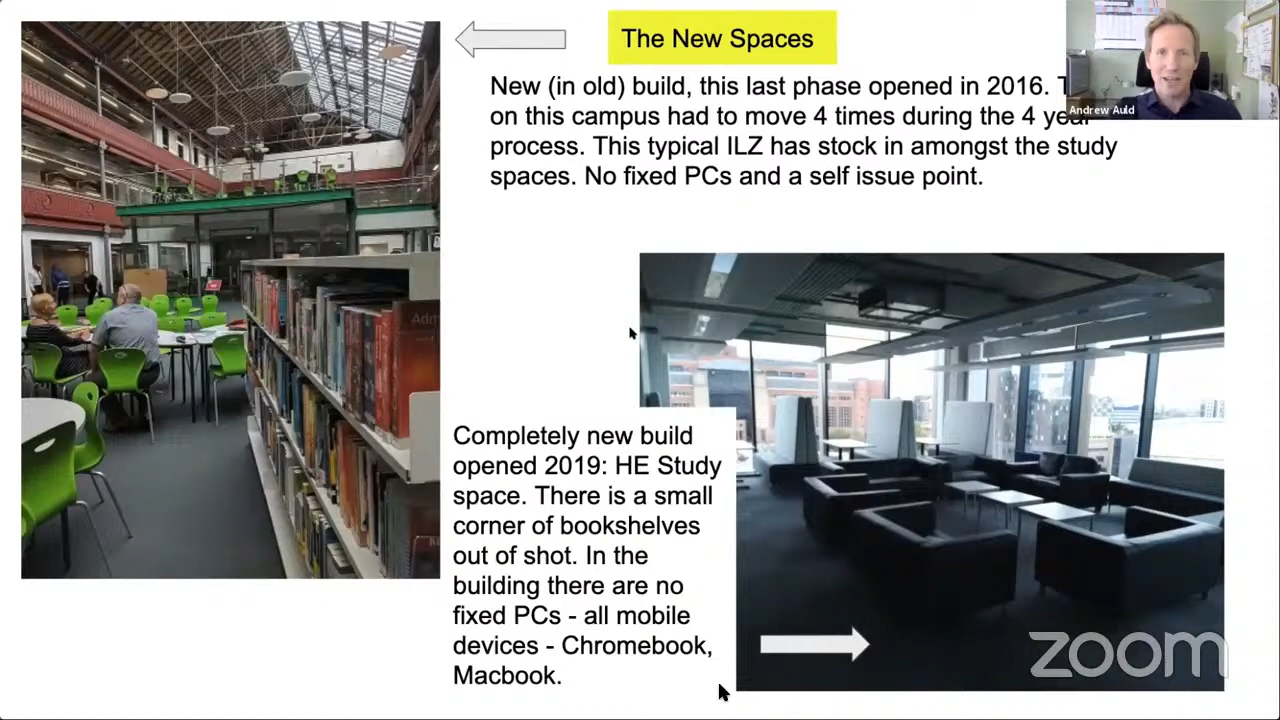 The New Spaces
New (in old) build, this last phase opened in 2016. T
on this campus had to move 4 times during the 4 year
process. This typical ILZ has stock in amongst the study
spaces. No fixed PCs and a self issue point.
Andrew Auld
Completely new build
opened 2019: HE Study
space. There is a small
corner of bookshelves
out of shot. In the
building there are no
fixed PCs - all mobile
devices - Chromebook,
Macbook.
zoom